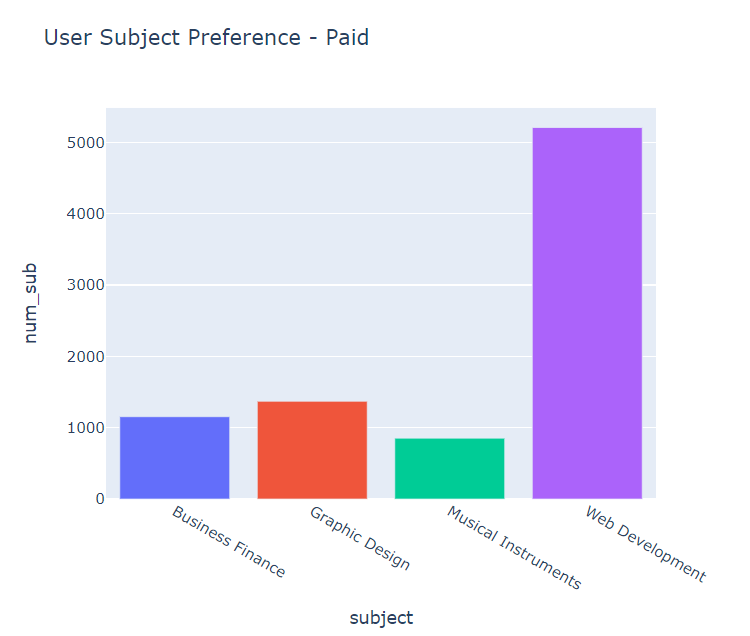 User Subject Preference - Paid
num_sub
5000
4000
3000
2000
1000
0
Business Finance
Graphic Design
Musical Instruments
Web Development
subject